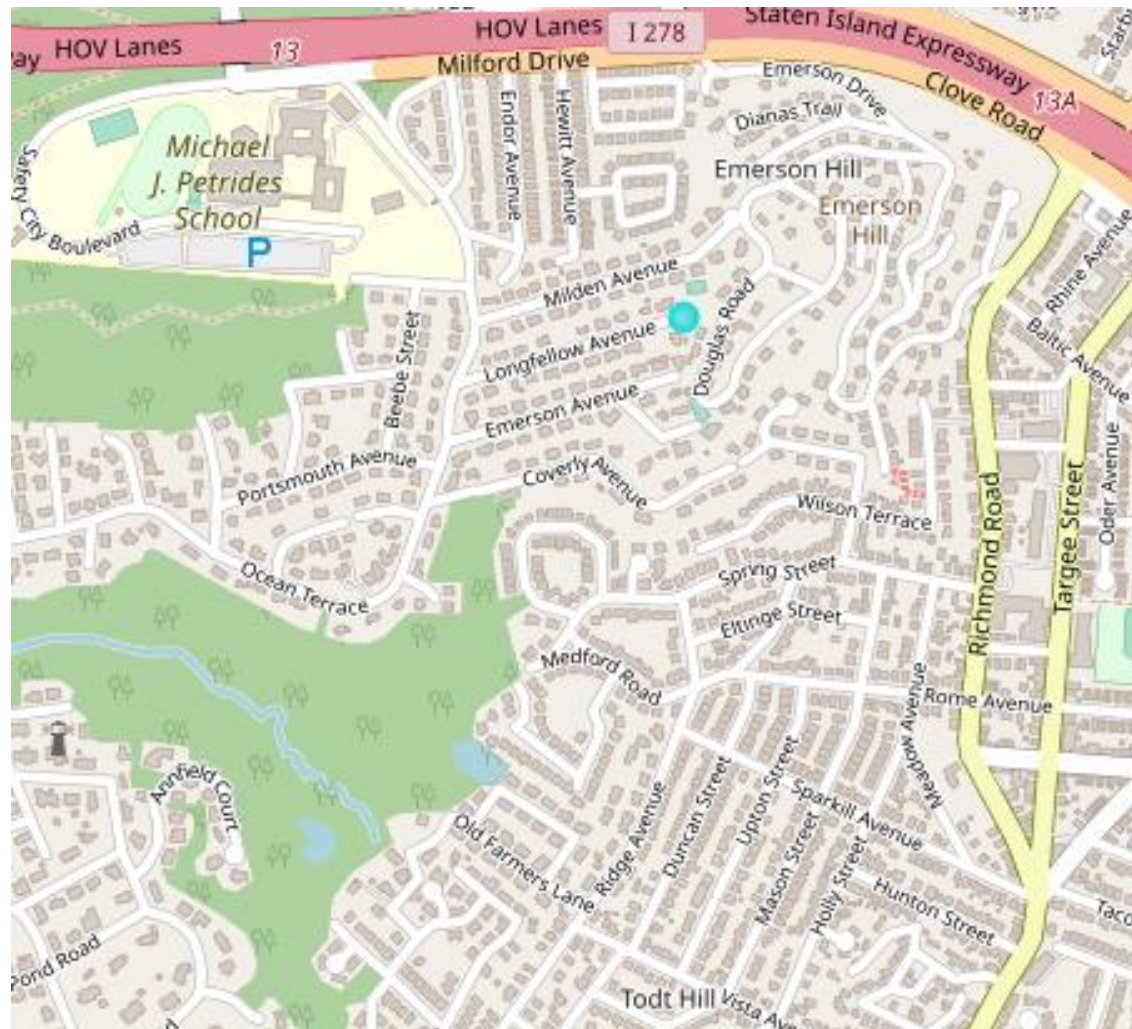 HOV Lanes
13
HOV Lanes
I 278
Staten Island Expressway
Milford Drive
Clove Road
13A
Emerson Drive
Dianas Trail
Endor Avenue
Hewitt Avenue
Michael
J. Petrides
School
P
Safety City Boulevard
Emerson Hill
Emerson
Hill
Rhine Avenue
Baltic Avenue
Milden Avenue
Longfellow Avenue
Douglas Road
Beebe Street
Emerson Avenue
Portsmouth Avenue
Coverly Avenue
Wilson Terrace
Richmond Road
Targee Street
Oder Avenue
Ocean Terrace
Spring Street
Eltinge Street
Medford Road
Rome Avenue
Meadow Avenue
Annfield Court
Sparkill Avenue
Upton Street
Duncan Street
Ridge Avenue
Mason Street
Holly Street
Old Farmers Lane
Hunton Street
Pond Road
Todt Hill